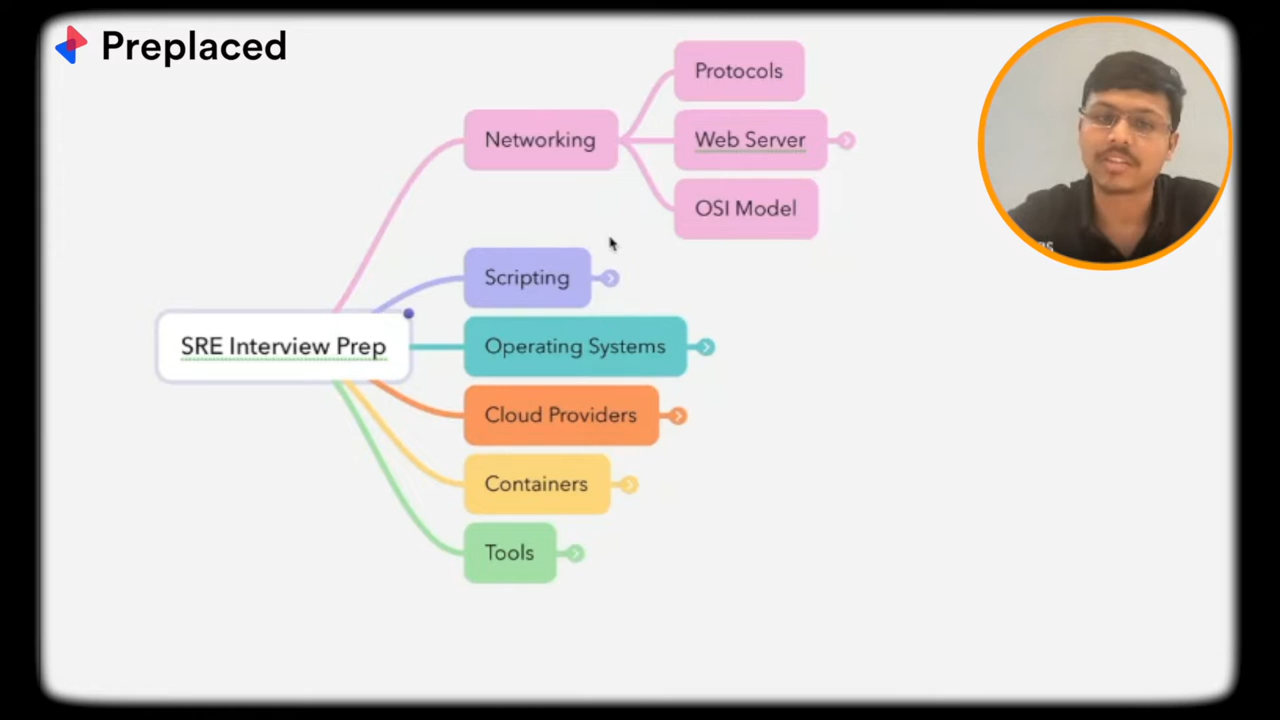 Preplaced
Protocols
Networking
Web Server
OSI Model
Scripting
SRE Interview Prep
Operating Systems
Cloud Providers
Containers
Tools